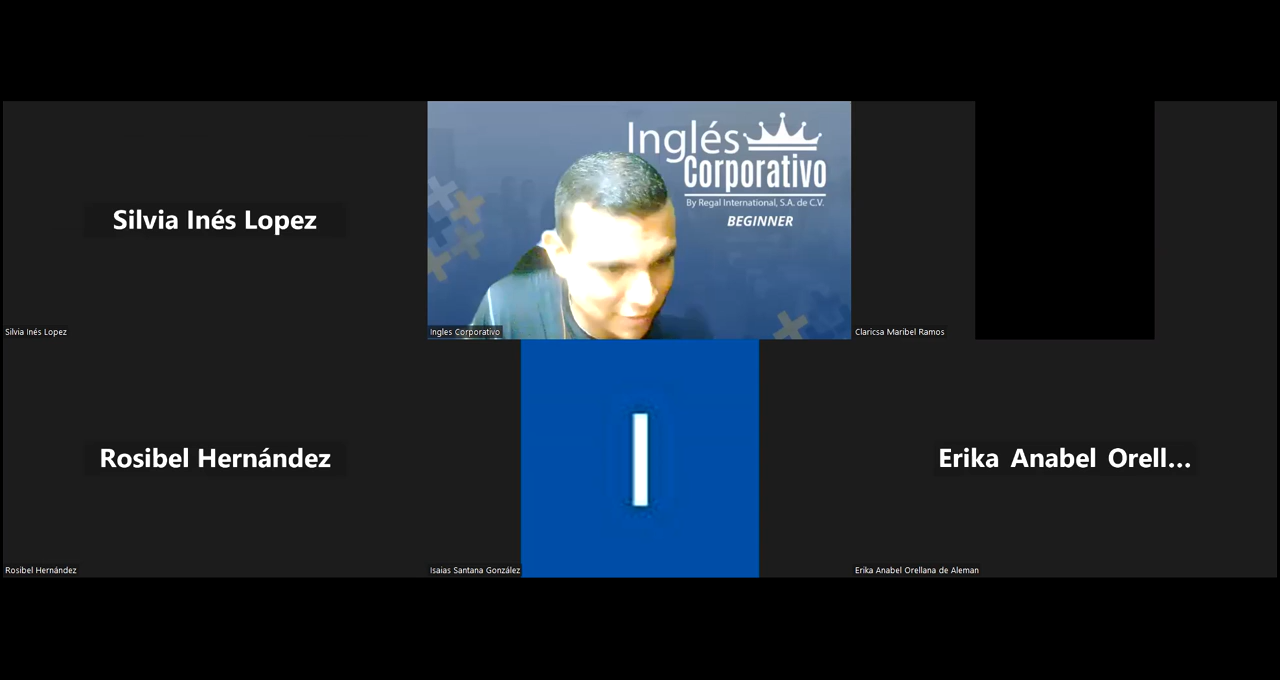 Silvia Inés Lopez
Silvia Inés Lopez
Inglés
Corporativo
By Regal International, S.A. de C.V.
BEGINNER
Ingles Corporativo
Claricsa Maribel Ramos
Rosibel Hernández
Rosibel Hernández
I
Isaias Santana González
Erika Anabel Orell...
Erika Anabel Orellana de Aleman